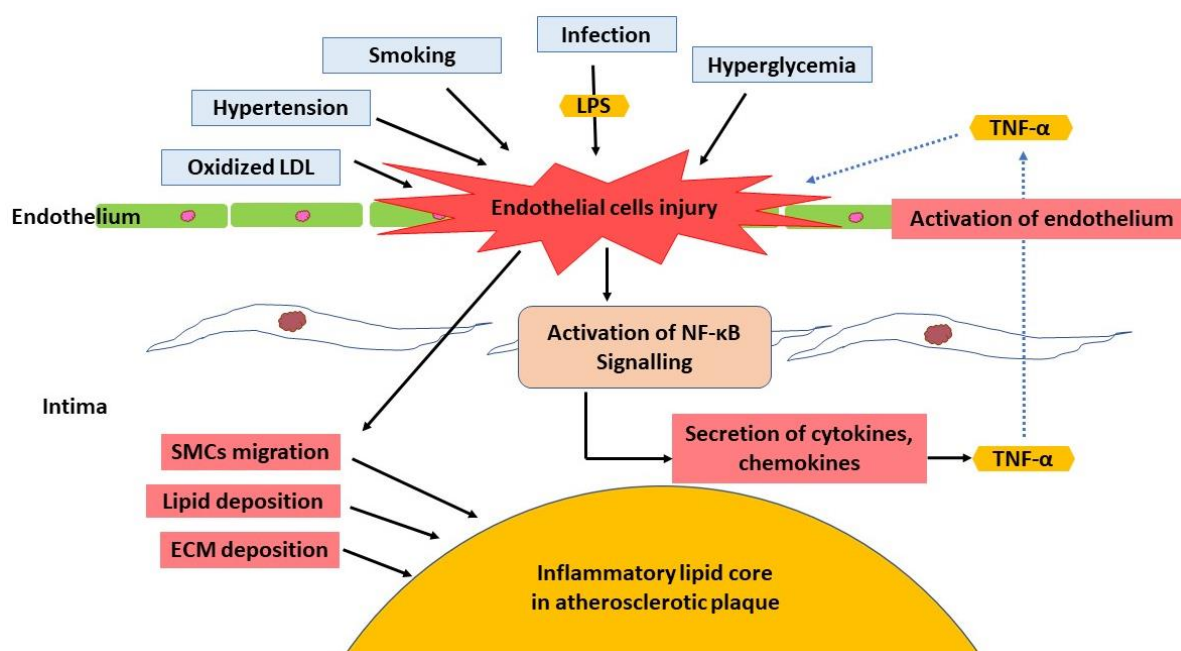 Infection
Smoking
Hyperglycemia
Hypertension
LPS
TNF-α
Oxidized LDL
Endothelium
Endothelial cells injury
Activation of endothelium
Activation of NF-κB
Signalling
Intima
SMCs migration
Secretion of cytokines,
chemokines
TNF-α
Lipid deposition
ECM deposition
Inflammatory lipid core
in atherosclerotic plaque